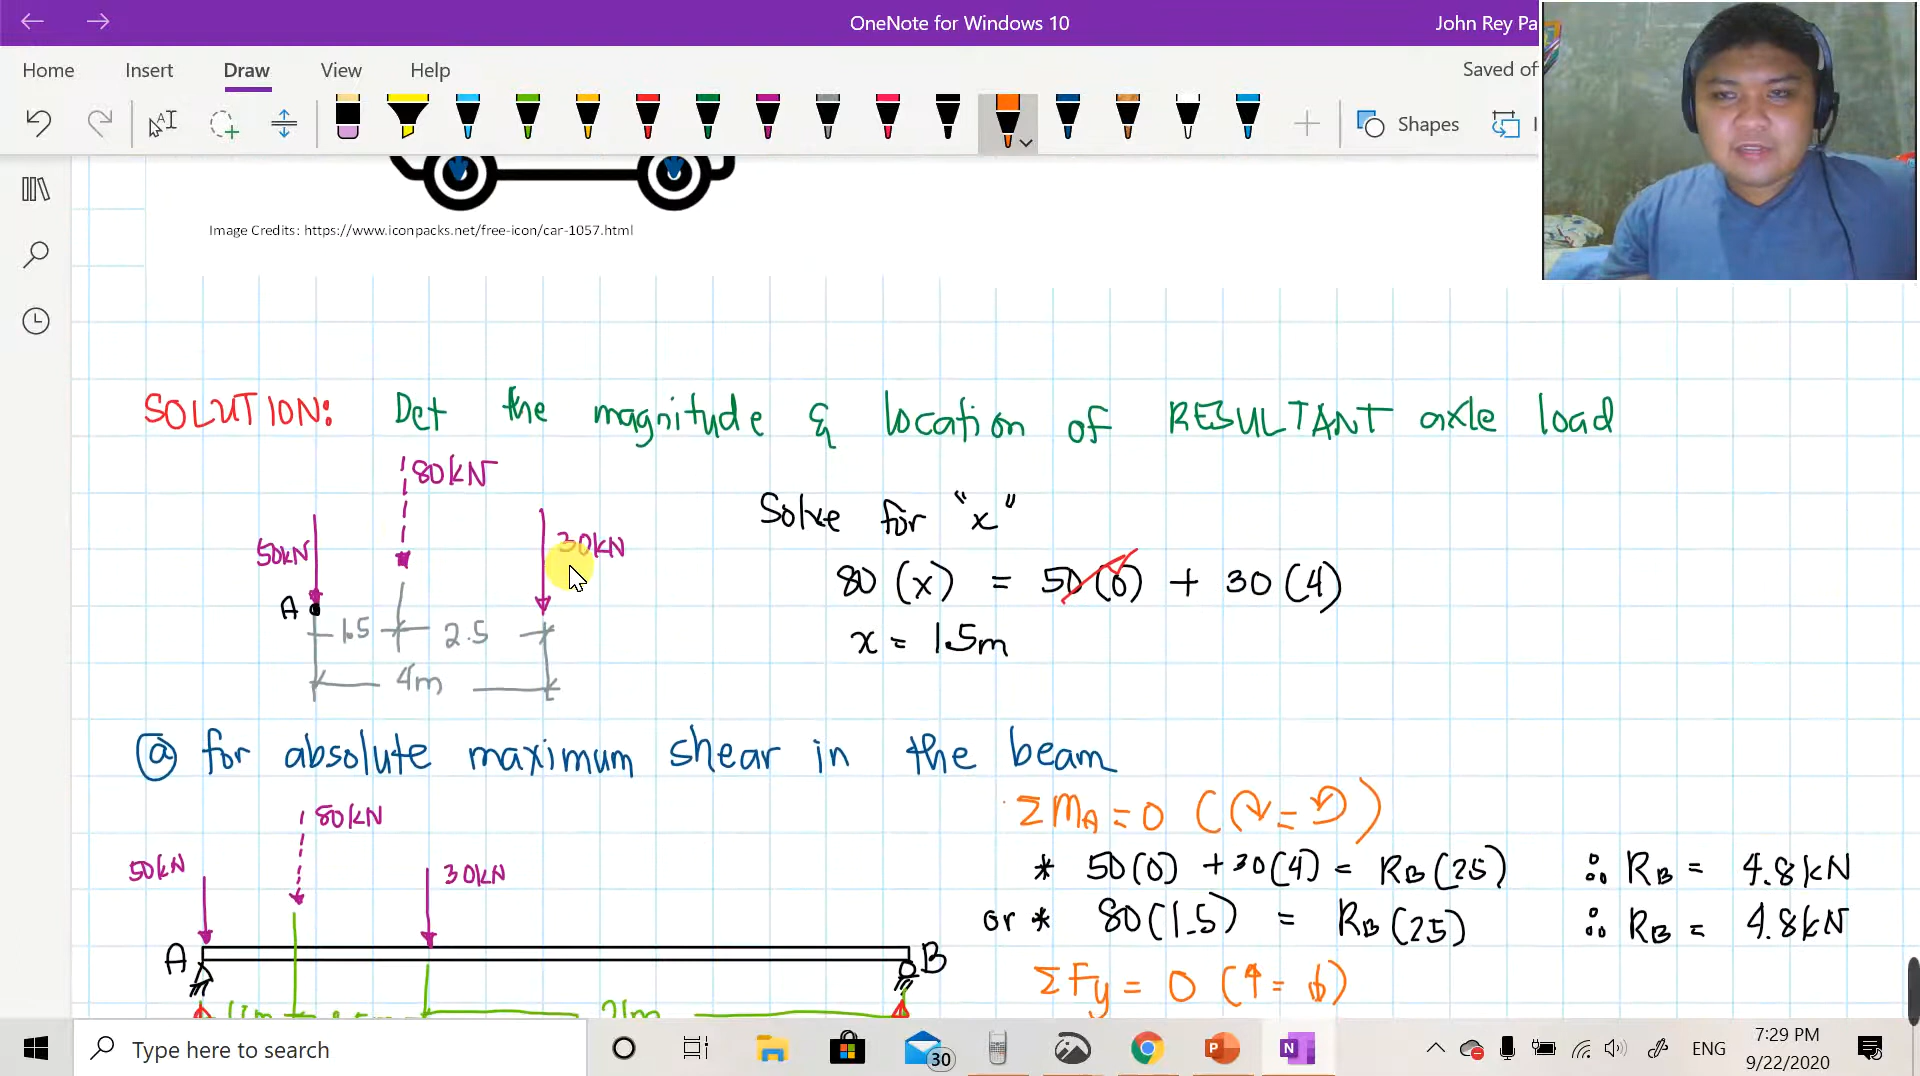 OneNote for Windows 10
John Rey Pa
Home
Insert
Draw
View
Help
Saved of
Shapes
Image Credits: https://www.iconpacks.net/free-icon/car-1057.html
SOLUTION: Det the magnitude & location of RESULTANT axle load
80kN
50kN
30kN
A
1.5
2.5
4m
Solve for "x"
80 (x) = 50(0) + 30(4)
x = 1.5m
ⓐ for absolute maximum shear in the beam
80kN
50kN
30kN
A
B
21m
ΣMA = 0 (↷ = ↶)
* 50(0) + 30(4) = RB(25) ∴ RB = 4.8kN
or * 80(1.5) = RB(25) ∴ RB = 4.8kN
ΣFy = 0 (↑ = ↓)
Type here to search
30
ENG
7:29 PM
9/22/2020